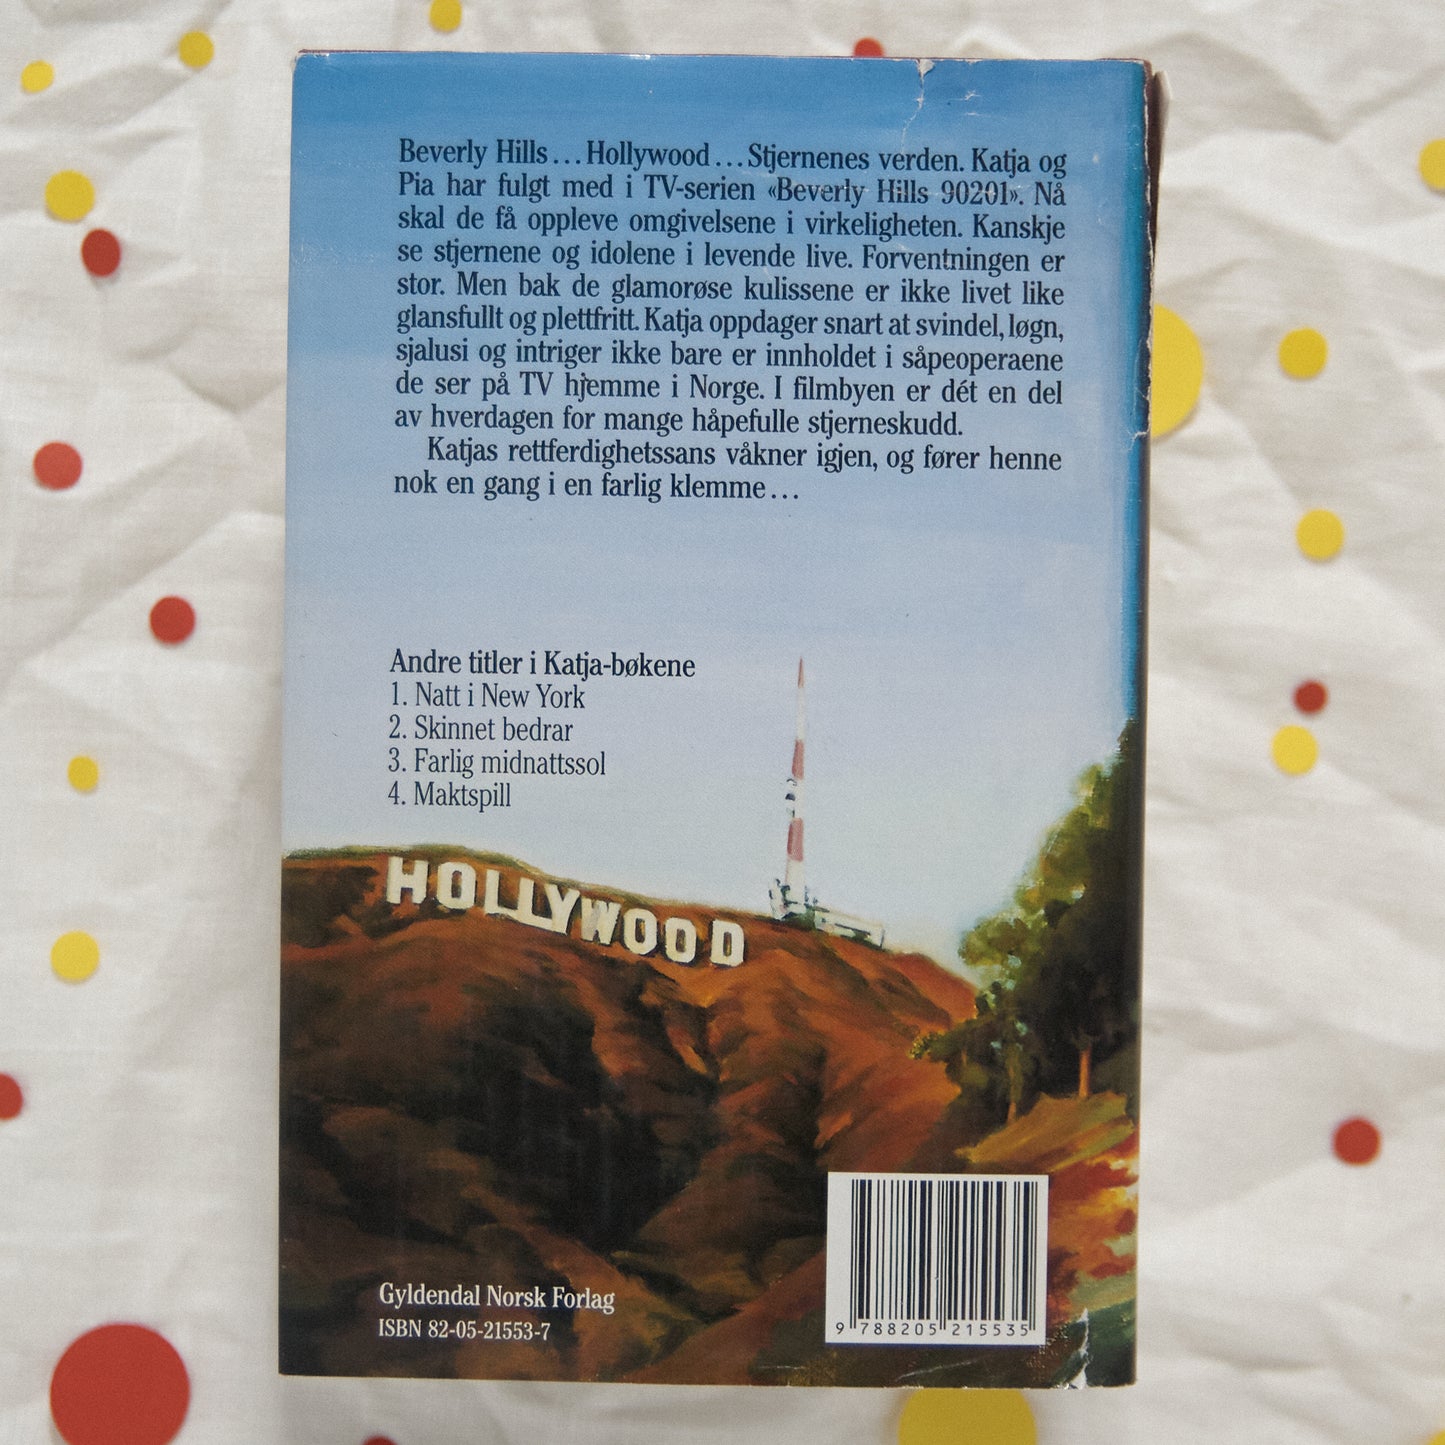 Beverly Hills...Hollywood...Stjernenes verden. Katja og
Pia har fulgt med i TV-serien «Beverly Hills 90201». Nå
skal de få oppleve omgivelsene i virkeligheten. Kanskje
se stjernene og idolene i levende live. Forventningen er
stor. Men bak de glamorøse kulissene er ikke livet like
glansfullt og plettfritt. Katja oppdager snart at svindel, løgn,
sjalusi og intriger ikke bare er innholdet i såpeoperaene
de ser på TV hjemme i Norge. I filmbyen er dét en del
av hverdagen for mange håpefulle stjerneskudd.
Katjas rettferdighetssans våkner igjen, og fører henne
nok en gang i en farlig klemme...
Andre titler i Katja-bøkene
1. Natt i New York
2. Skinnet bedrar
3. Farlig midnattssol
4. Maktspill
HOLLYWOOD
Gyldendal Norsk Forlag
ISBN 82-05-21553-7
9 788205 215535